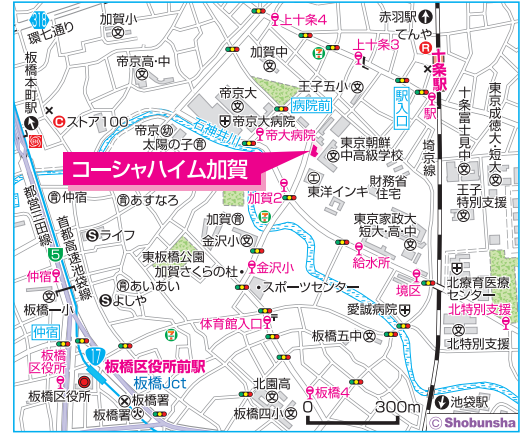 318
環七通り
加賀小
上十条4
赤羽駅
てんや
帝京高・中
加賀中
上十条3
十条駅
板橋本町駅
ストア100
帝京大
王子五小
病院前
駅入口
駅
帝京幼
石神井川
帝大病院
帝大病院
太陽の子
東京朝鮮
中高級学校
埼京線
十条富士見中
東京成徳大・短大
コーシャハイム加賀
東洋インキ
財務省
住宅
王子
特別支援
都営三田線
首都高速池袋線
仲宿
あすなろ
加賀2
加賀
東京家政大
短大・高・中
ライフ
金沢小
5
東板橋公園
加賀さくらの杜
金沢小
給水所
仲宿
あいあい
スポーツセンター
境区
北療育医療
センター
板橋一小
よしや
愛誠病院
北特別支援
仲宿
体育館入口
板橋五中
北特別支援
17
板橋
区役所
板橋区役所前駅
板橋Jct
板橋区役所
板橋署
板橋署
北園高
板橋四小
板橋4
池袋駅
0
300m
© Shobunsha